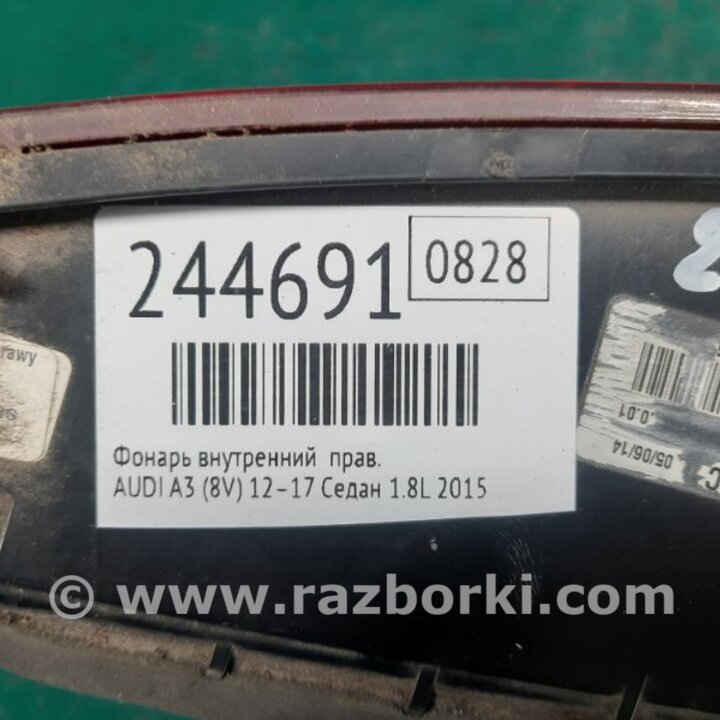 244691
0828
Фонарь внутренний прав.
AUDI A3 (8V) 12-17 Седан 1.8L 2015
rawy
0.01
05/06/14
© www.razborki.com